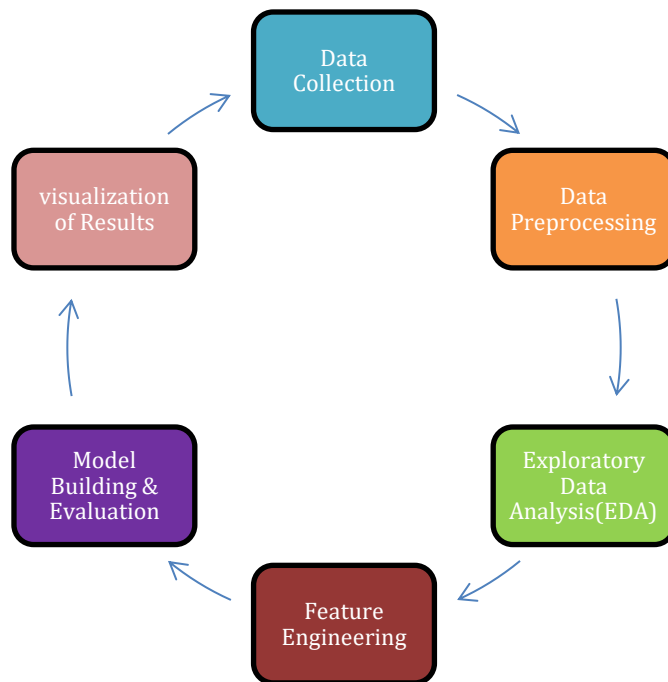 Data
Collection
Data
Preprocessing
Exploratory
Data
Analysis(EDA)
Feature
Engineering
Model
Building &
Evaluation
visualization
of Results